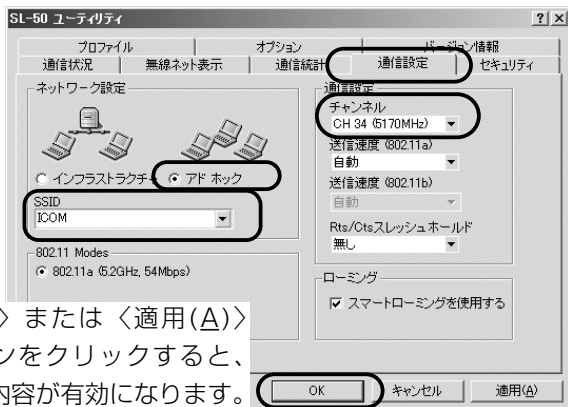 SL-50 ユーティリティ
プロファイル オプション バージョン情報
通信状況 無線ネット表示 通信統計 通信設定 セキュリティ
ネットワーク設定
インフラストラクチャ アド ホック
SSID
ICOM
802.11 Modes
802.11a (5.2GHz, 54Mbps)
通信設定
チャンネル
CH 34 (5170MHz)
送信速度 (802.11a)
自動
送信速度 (802.11b)
自動
Rts/Ctsスレッショホールド
無し
ローミング
スマートローミングを使用する
〉または〈適用(A)〉
ンをクリックすると、
内容が有効になります。
OK キャンセル 適用(A)